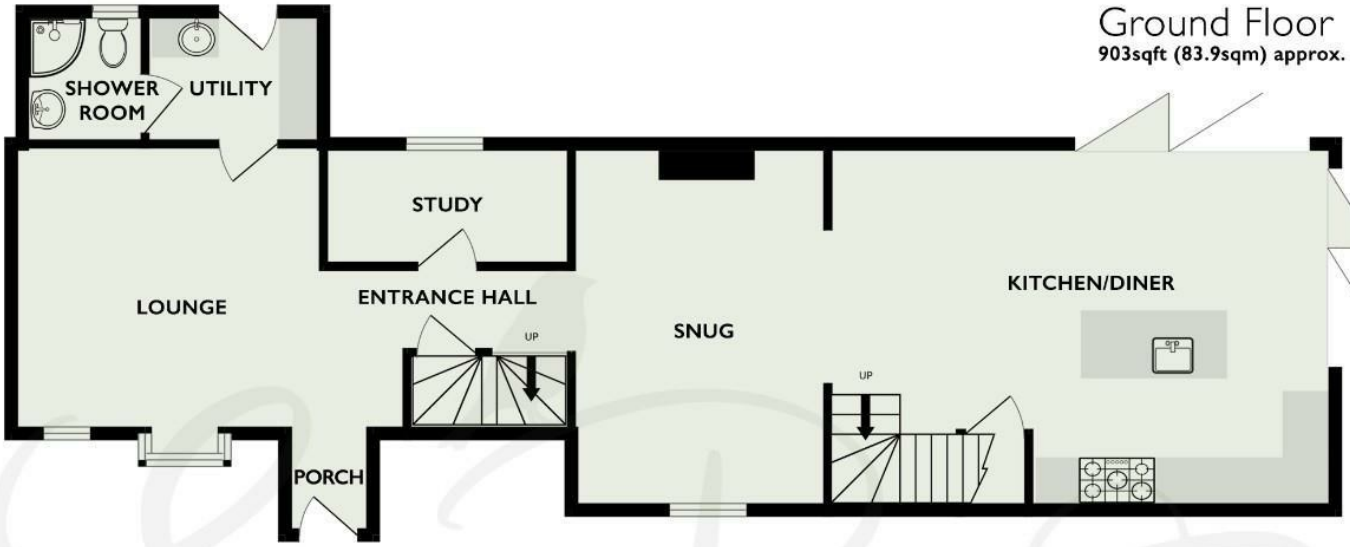 Ground Floor
903sqft (83.9sqm) approx.
SHOWER
ROOM
UTILITY
STUDY
LOUNGE
ENTRANCE HALL
UP
SNUG
KITCHEN/DINER
UP
PORCH